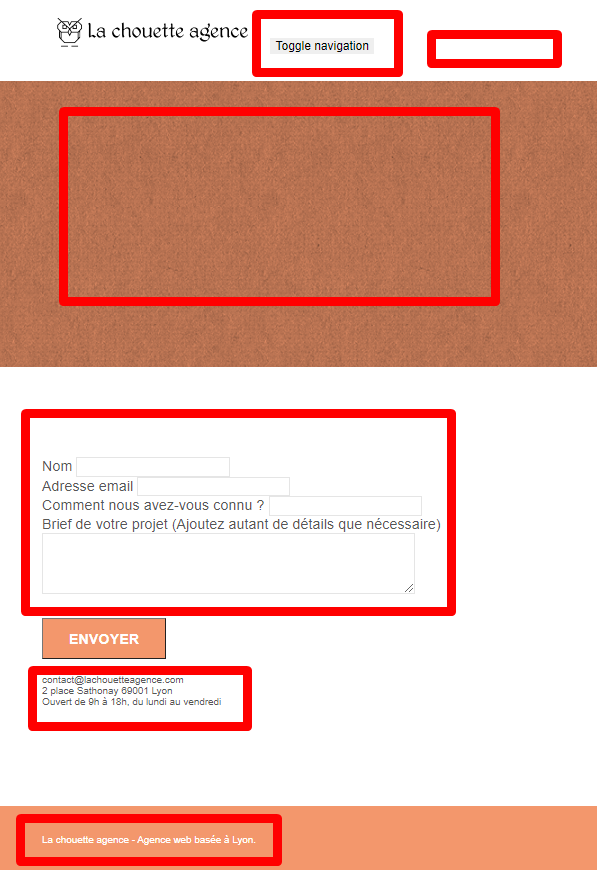 La chouette agence
Toggle navigation
Nom
Adresse email
Comment nous avez-vous connu ?
Brief de votre projet (Ajoutez autant de détails que nécessaire)
ENVOYER
contact@lachouetteagence.com
2 place Sathonay 69001 Lyon
Ouvert de 9h à 18h, du lundi au vendredi
La chouette agence - Agence web basée à Lyon.